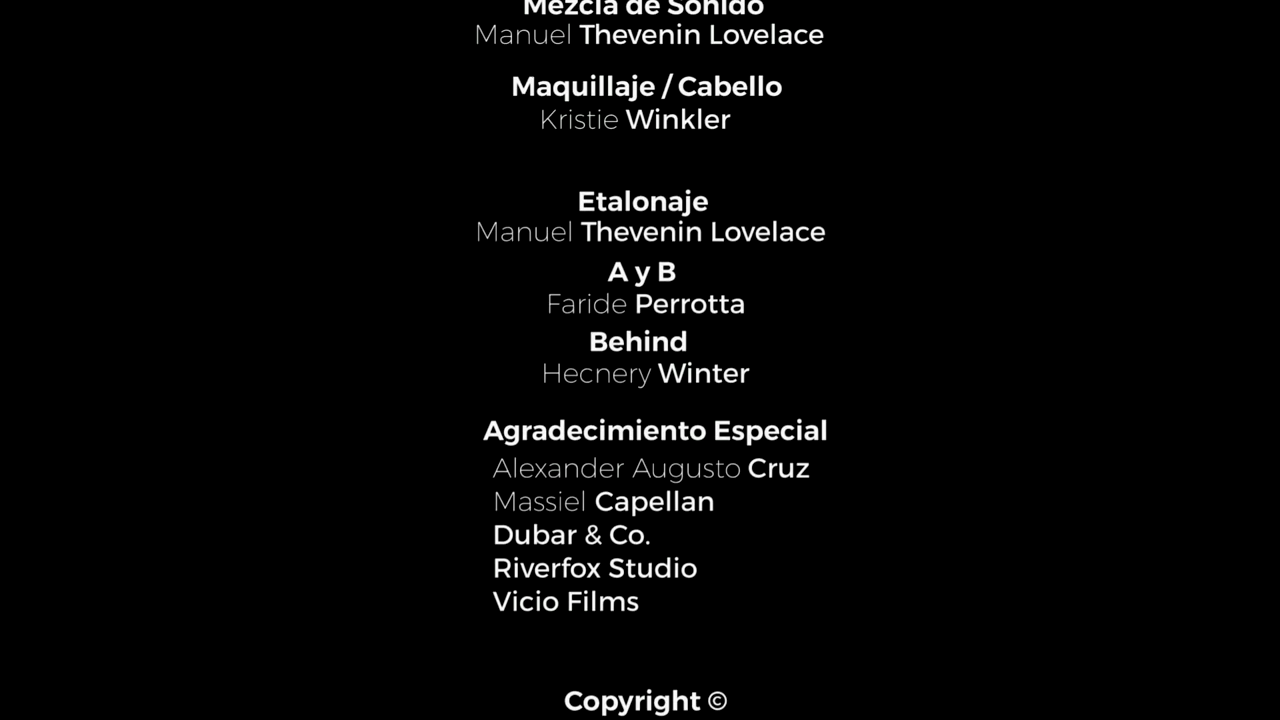 Mezcla de Sonido
Manuel Thevenin Lovelace
Maquillaje / Cabello
Kristie Winkler
Etalonaje
Manuel Thevenin Lovelace
A y B
Faride Perrotta
Behind
Hecnery Winter
Agradecimiento Especial
Alexander Augusto Cruz
Massiel Capellan
Dubar & Co.
Riverfox Studio
Vicio Films
Copyright ©